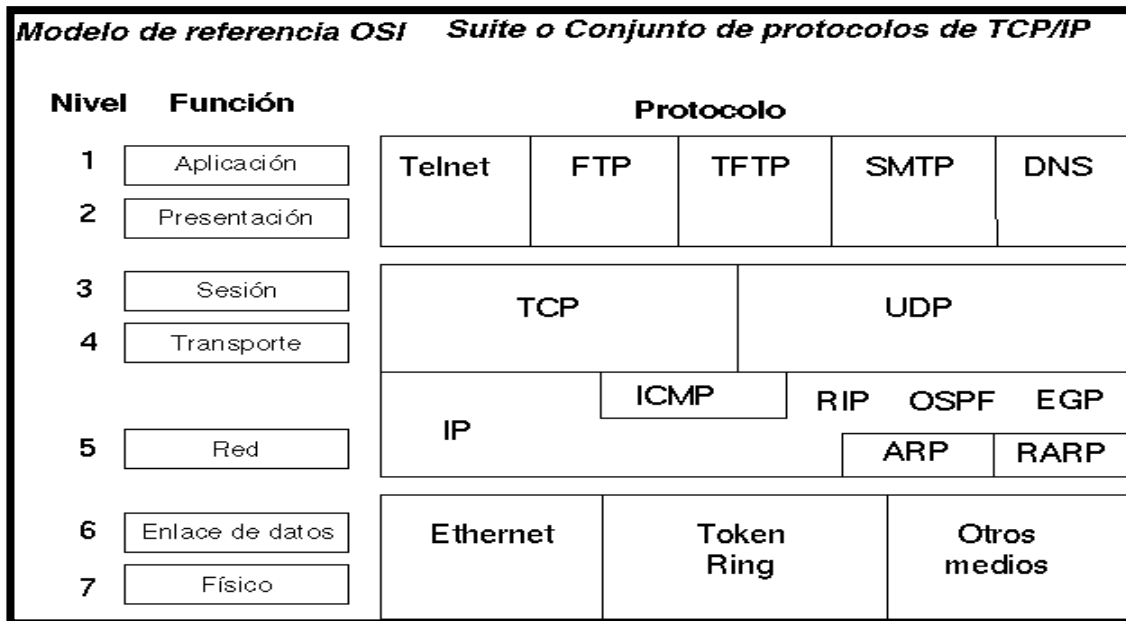 Modelo de referencia OSI Suite o Conjunto de protocolos de TCP/IP
Nivel Función Protocolo
1 Aplicación Telnet FTP TFTP SMTP DNS
2 Presentación
3 Sesión TCP UDP
4 Transporte
ICMP RIP OSPF EGP
IP
5 Red ARP RARP
6 Enlace de datos Ethernet Token Otros
Ring medios
7 Físico